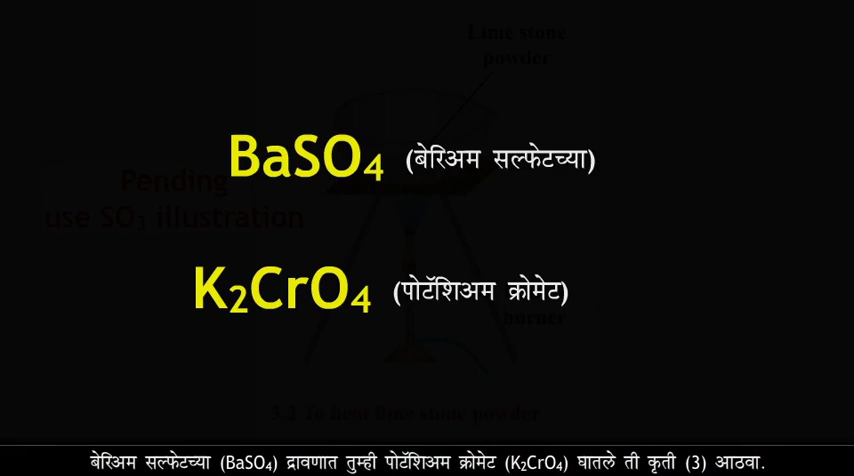 Lime stone
powder
BaSO₄ (बेरिअम सल्फेटच्या)
Pending
use SO₃ illustration
K₂CrO₄ (पोटॅशिअम क्रोमेट)
burner
3.2 To heat lime stone powder
बेरिअम सल्फेटच्या (BaSO₄) द्रावणात तुम्ही पोटॅशिअम क्रोमेट (K₂CrO₄) घातले ती कृती (3) आठवा.